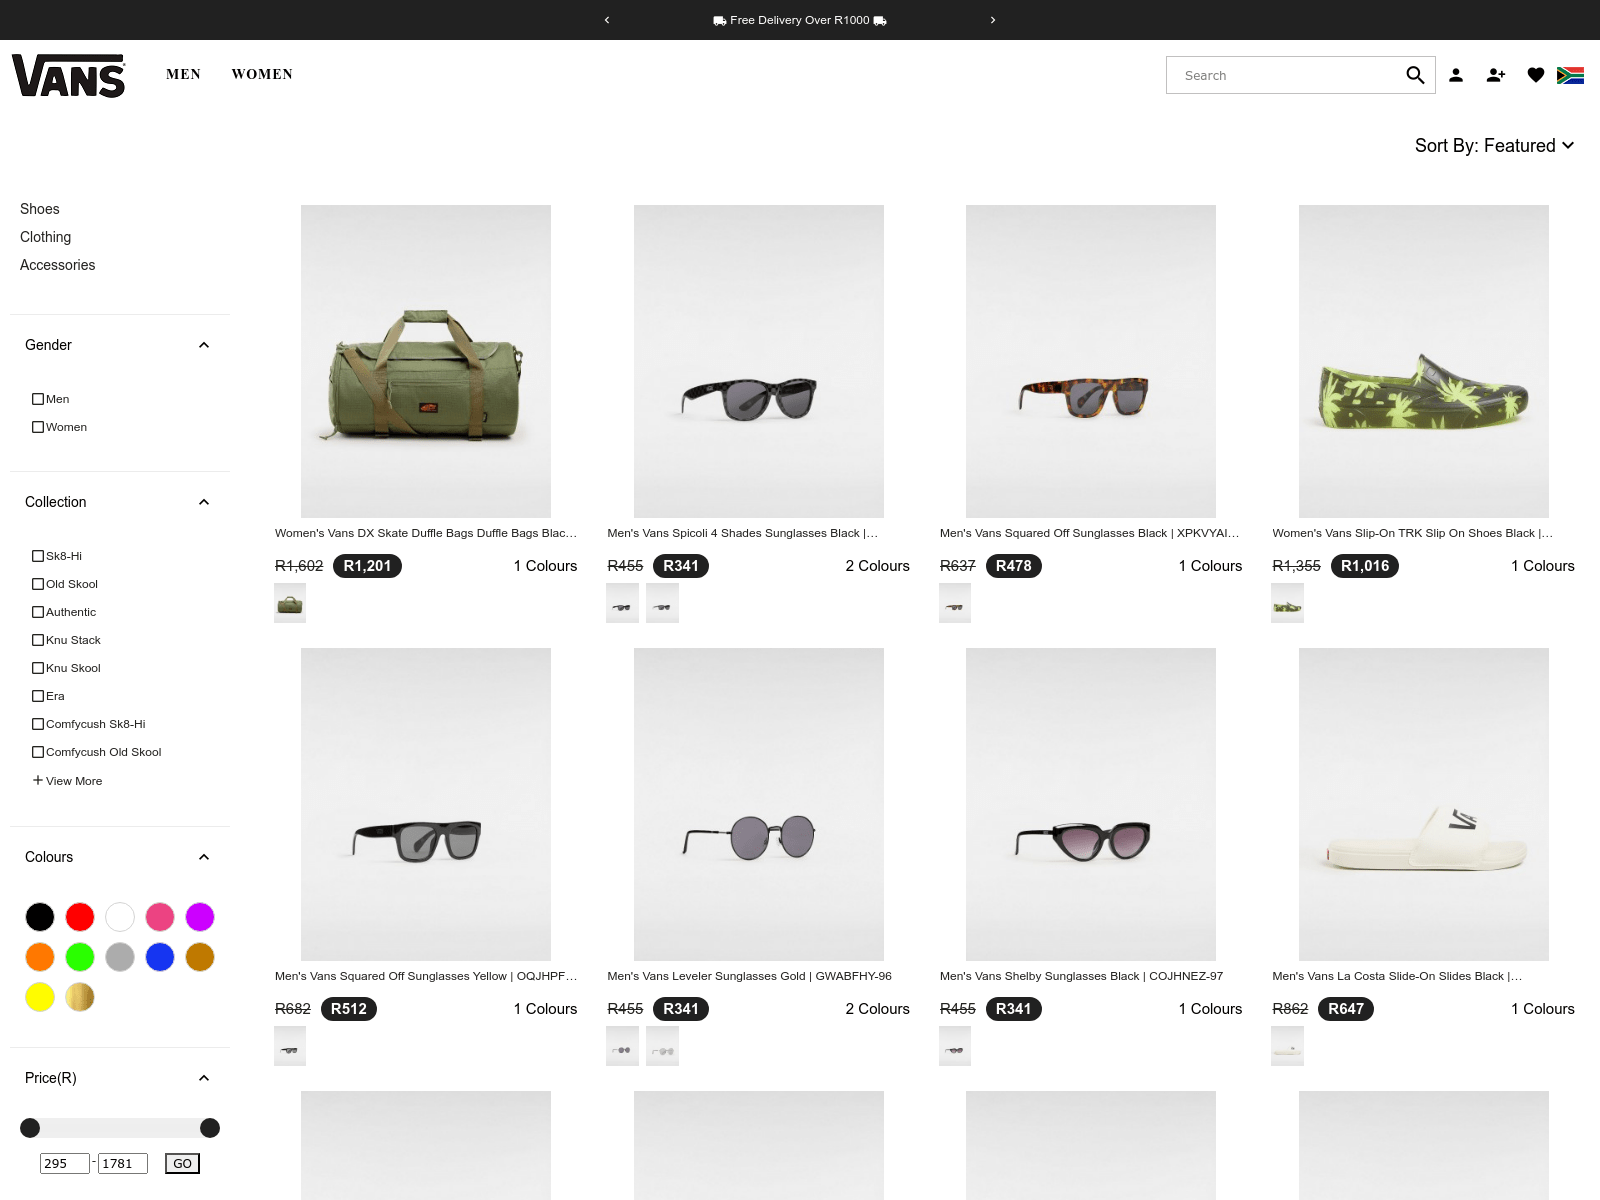 Free Delivery Over R1000
VANS
MEN
WOMEN
Search
Sort By: Featured
Shoes
Clothing
Accessories
Gender
Men
Women
Collection
Sk8-Hi
Old Skool
Authentic
Knu Stack
Knu Skool
Era
Comfycush Sk8-Hi
Comfycush Old Skool
View More
Colours
Price(R)
295 - 1781 GO
Women's Vans DX Skate Duffle Bags Duffle Bags Blac...
R1,602 R1,201 1 Colours
Men's Vans Spicoli 4 Shades Sunglasses Black |...
R455 R341 2 Colours
Men's Vans Squared Off Sunglasses Black | XPKVYAI...
R637 R478 1 Colours
Women's Vans Slip-On TRK Slip On Shoes Black |...
R1,355 R1,016 1 Colours
Men's Vans Squared Off Sunglasses Yellow | OQJHPF...
R682 R512 1 Colours
Men's Vans Leveler Sunglasses Gold | GWABFHY-96
R455 R341 2 Colours
Men's Vans Shelby Sunglasses Black | COJHNEZ-97
R455 R341 1 Colours
Men's Vans La Costa Slide-On Slides Black |...
R862 R647 1 Colours